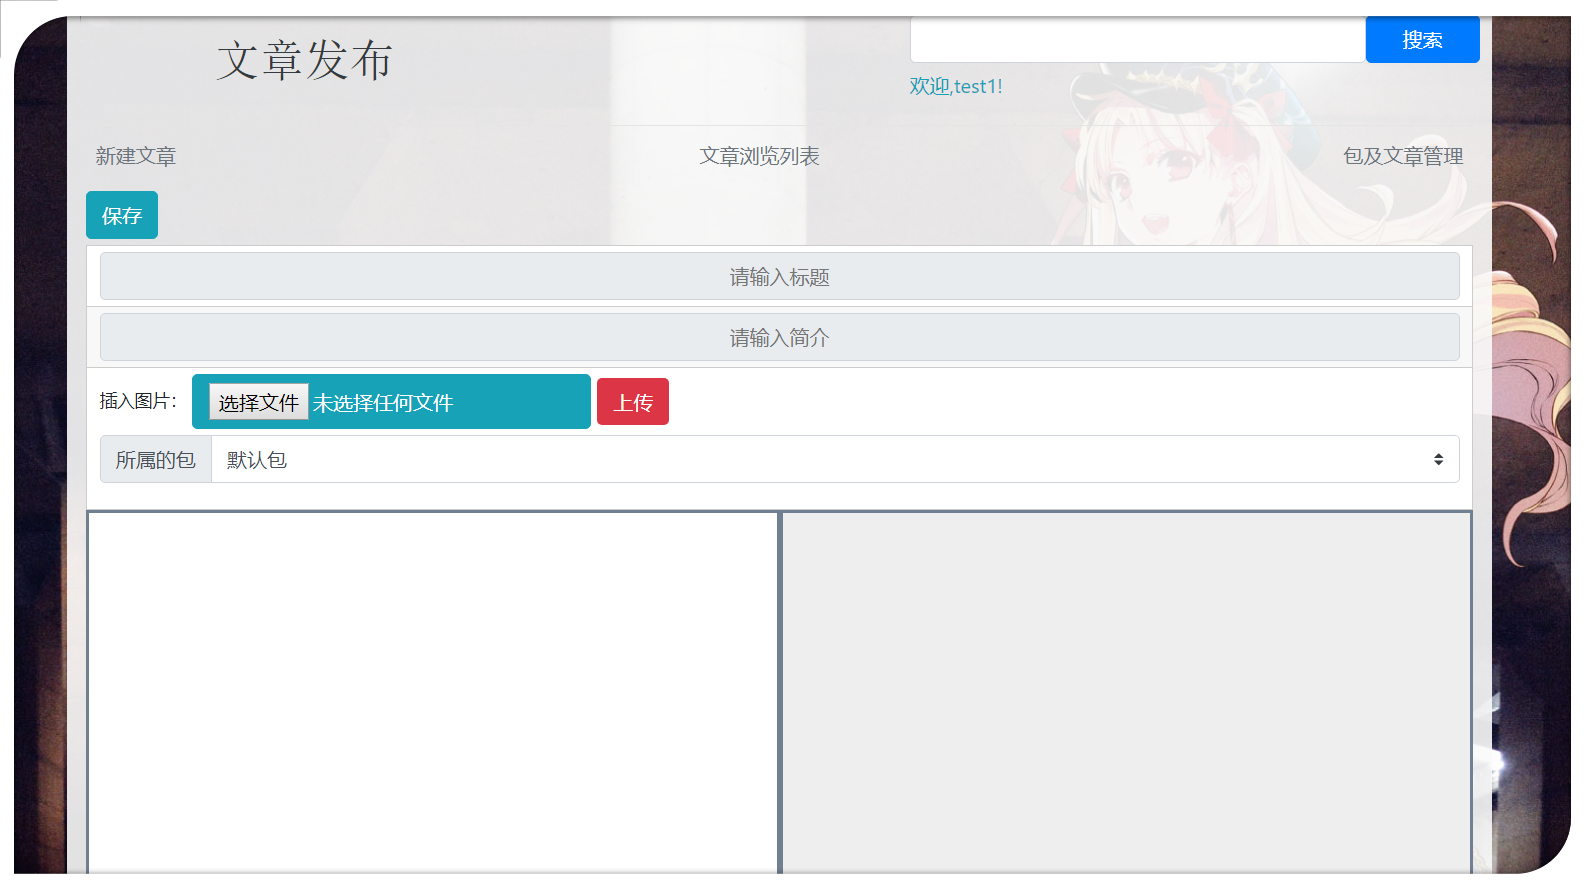 文章发布
搜索
欢迎,test1!
新建文章
文章浏览列表
包及文章管理
保存
请输入标题
请输入简介
插入图片：
选择文件 未选择任何文件
上传
所属的包
默认包